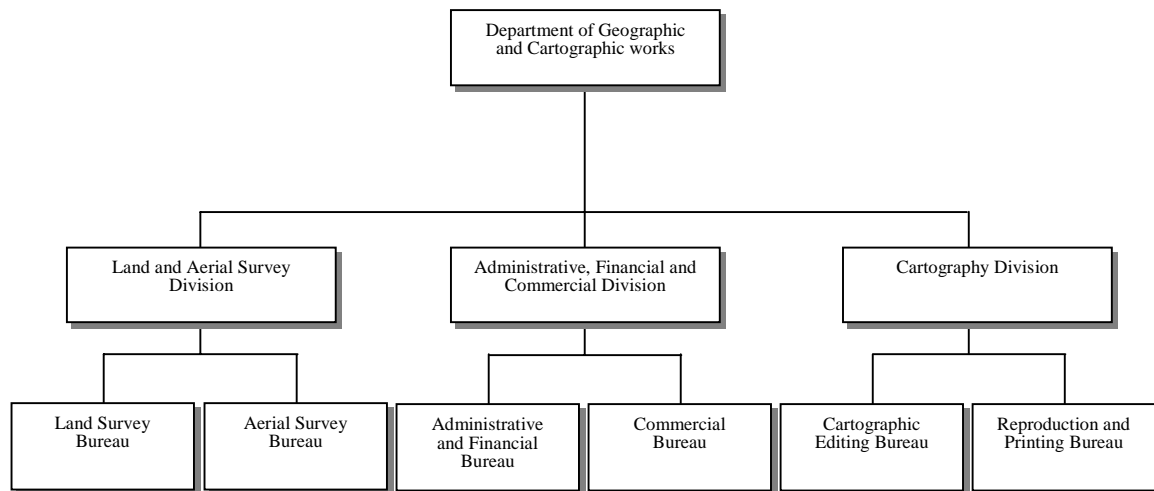 Department of Geographic
and Cartographic works
Land and Aerial Survey
Division
Administrative, Financial and
Commercial Division
Cartography Division
Land Survey
Bureau
Aerial Survey
Bureau
Administrative
and Financial
Bureau
Commercial
Bureau
Cartographic
Editing Bureau
Reproduction and
Printing Bureau